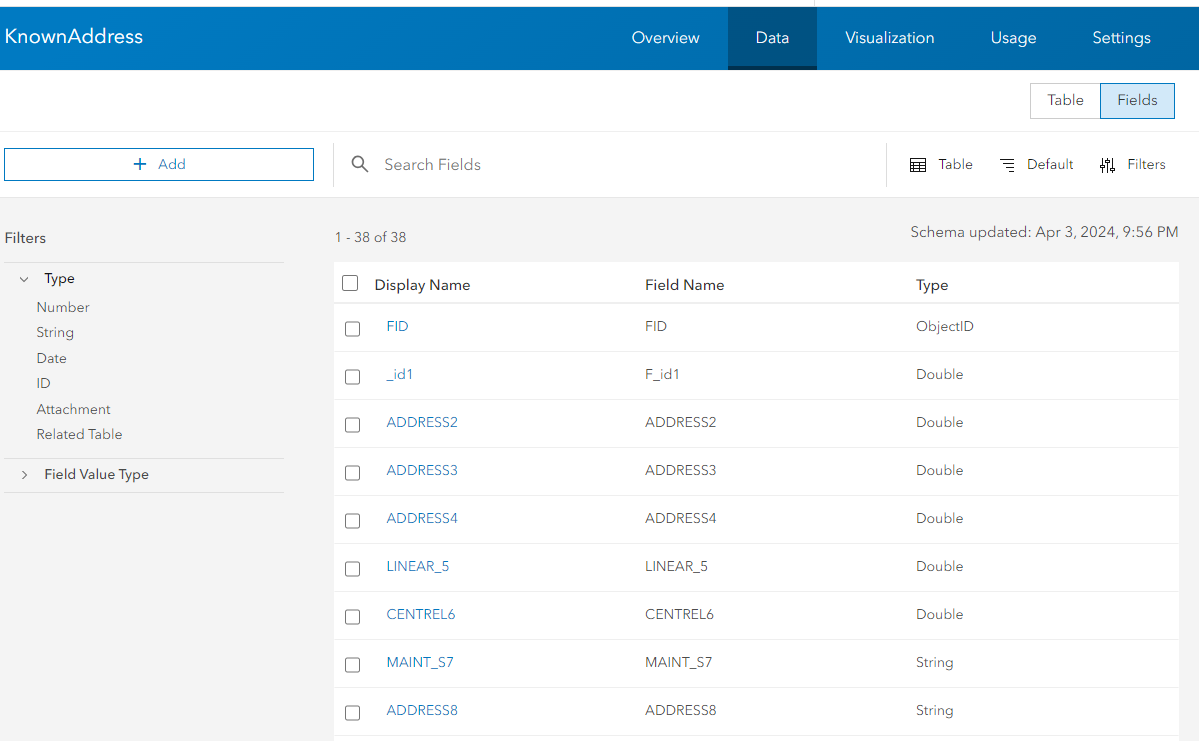 KnownAddress
Overview Data Visualization Usage Settings
Table Fields
+ Add
Search Fields
Table Default Filters
Filters
Type
Number
String
Date
ID
Attachment
Related Table
Field Value Type
1 - 38 of 38
Schema updated: Apr 3, 2024, 9:56 PM
Display Name Field Name Type
FID FID ObjectID
_id1 F_id1 Double
ADDRESS2 ADDRESS2 Double
ADDRESS3 ADDRESS3 Double
ADDRESS4 ADDRESS4 Double
LINEAR_5 LINEAR_5 Double
CENTREL6 CENTREL6 Double
MAINT_S7 MAINT_S7 String
ADDRESS8 ADDRESS8 String